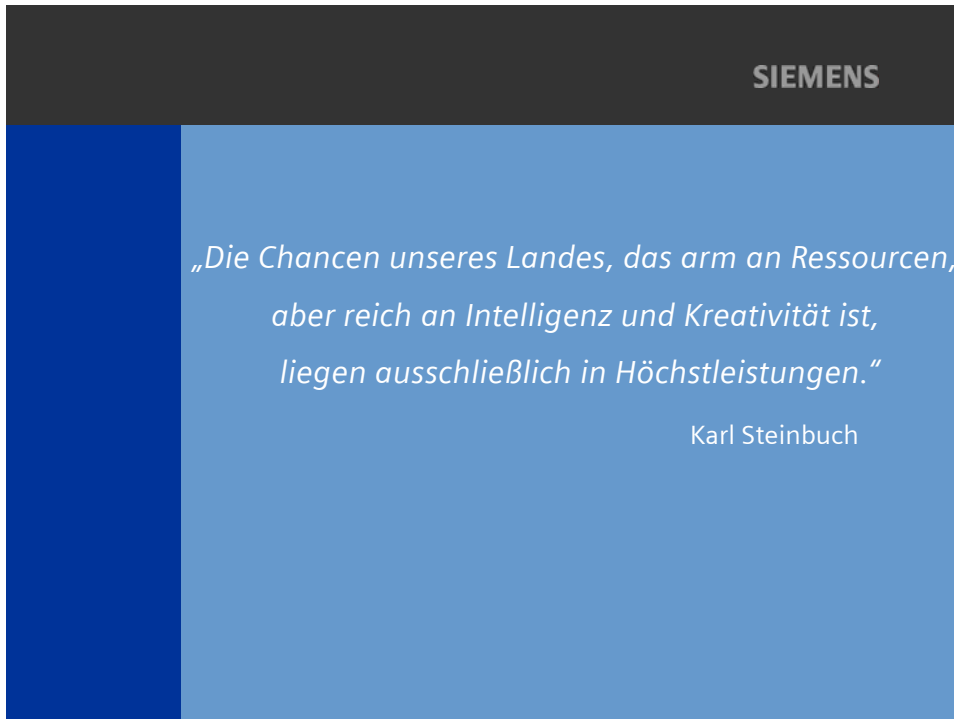 SIEMENS
„Die Chancen unseres Landes, das arm an Ressourcen,
aber reich an Intelligenz und Kreativität ist,
liegen ausschließlich in Höchstleistungen.“
Karl Steinbuch